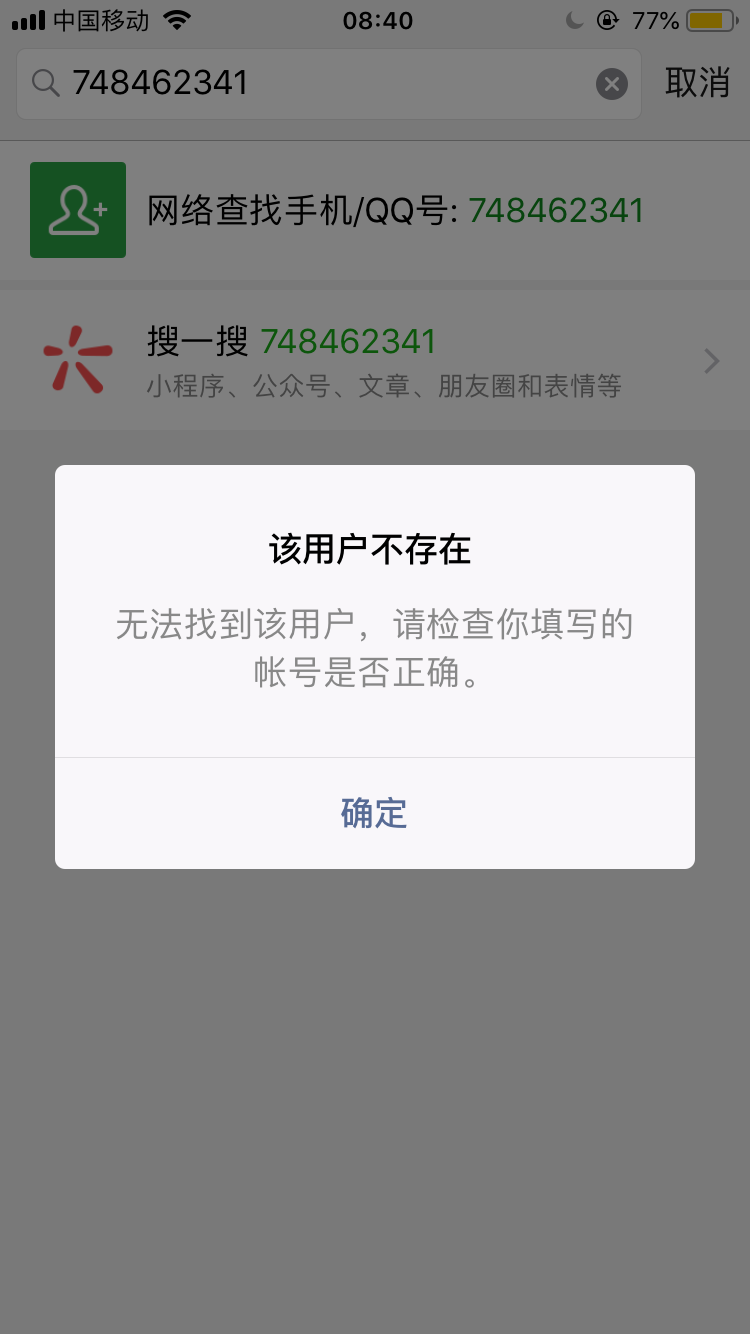 中国移动 08:40 77%
748462341 取消
网络查找手机/QQ号: 748462341
搜一搜 748462341
小程序、公众号、文章、朋友圈和表情等
该用户不存在
无法找到该用户，请检查你填写的
帐号是否正确。
确定